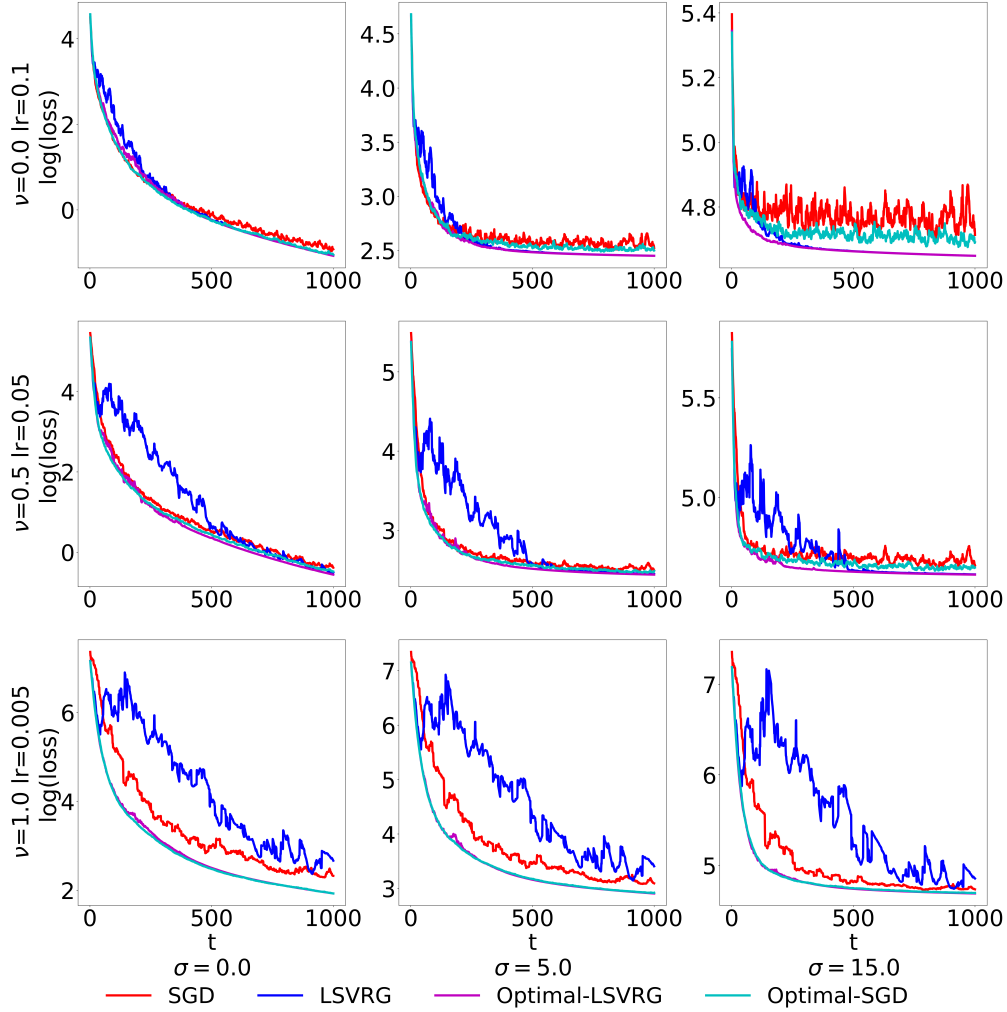 ν=0.0 lr=0.1
log(loss)
4
2
0
0 500 1000
4.5
4.0
3.5
3.0
2.5
0 500 1000
5.4
5.2
5.0
4.8
0 500 1000
ν=0.5 lr=0.05
log(loss)
4
2
0
0 500 1000
5
4
3
0 500 1000
5.5
5.0
0 500 1000
ν=1.0 lr=0.005
log(loss)
6
4
2
0 500 1000
7
6
5
4
3
0 500 1000
7
6
5
0 500 1000
t t t
σ = 0.0 σ = 5.0 σ = 15.0
SGD LSVRG Optimal-LSVRG Optimal-SGD